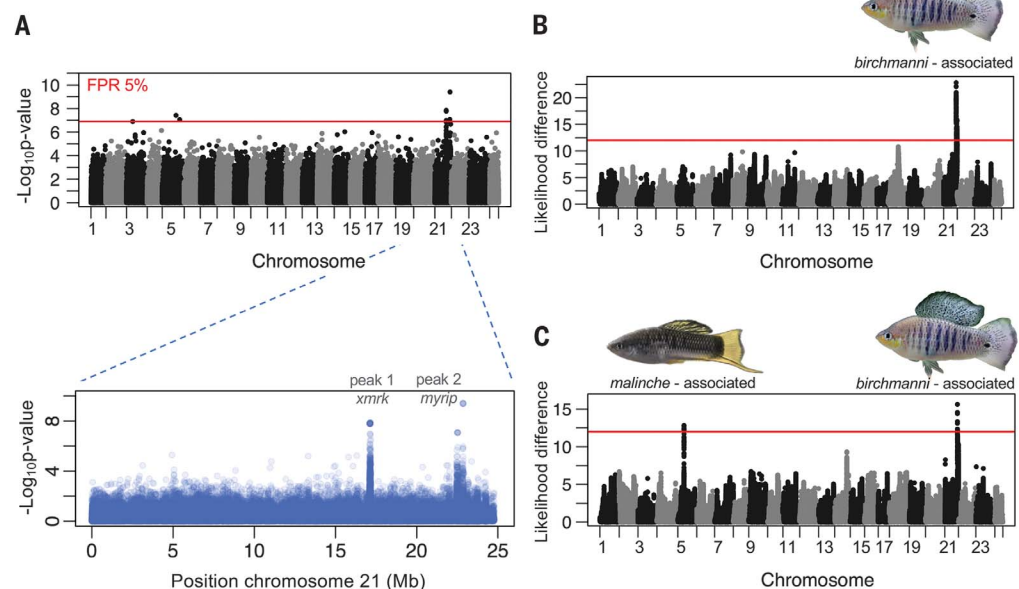 A
FPR 5%
10
8
6
4
2
0
-Log10p-value
1 3 5 7 9 11 13 15 17 19 21 23
Chromosome
peak 1 peak 2
xmrk myrip
8
4
0
-Log10p-value
0 5 10 15 20 25
Position chromosome 21 (Mb)
B
birchmanni - associated
20
15
10
5
0
Likelihood difference
1 3 5 7 9 11 13 15 17 19 21 23
Chromosome
C
malinche - associated
birchmanni - associated
15
10
5
0
Likelihood difference
1 3 5 7 9 11 13 15 17 19 21 23
Chromosome